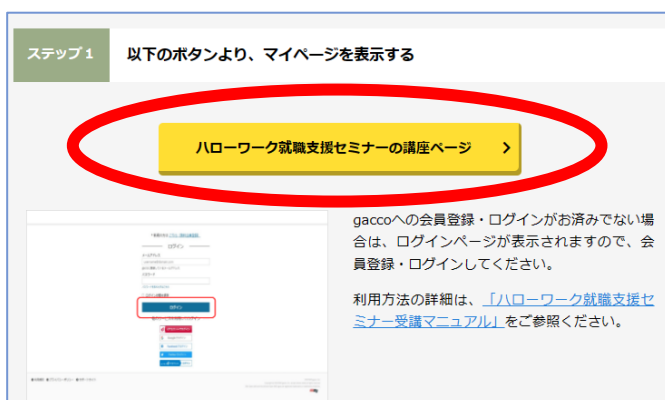 ステップ1
以下のボタンより、マイページを表示する
ハローワーク就職支援セミナーの講座ページ
gaccoへの会員登録・ログインがお済みでない場
合は、ログインページが表示されますので、会
員登録・ログインしてください。
利用方法の詳細は、「ハローワーク就職支援セ
ミナー受講マニュアル」をご参照ください。
ログイン
ログイン